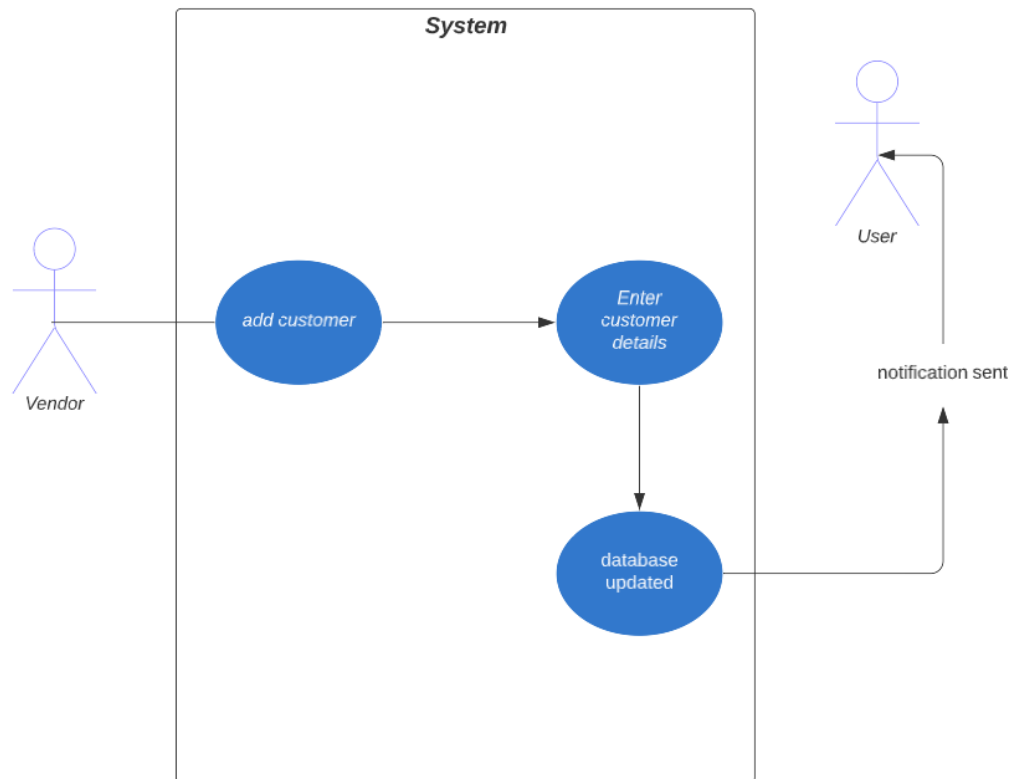 System
User
add customer
Enter
customer
details
Vendor
notification sent
database
updated